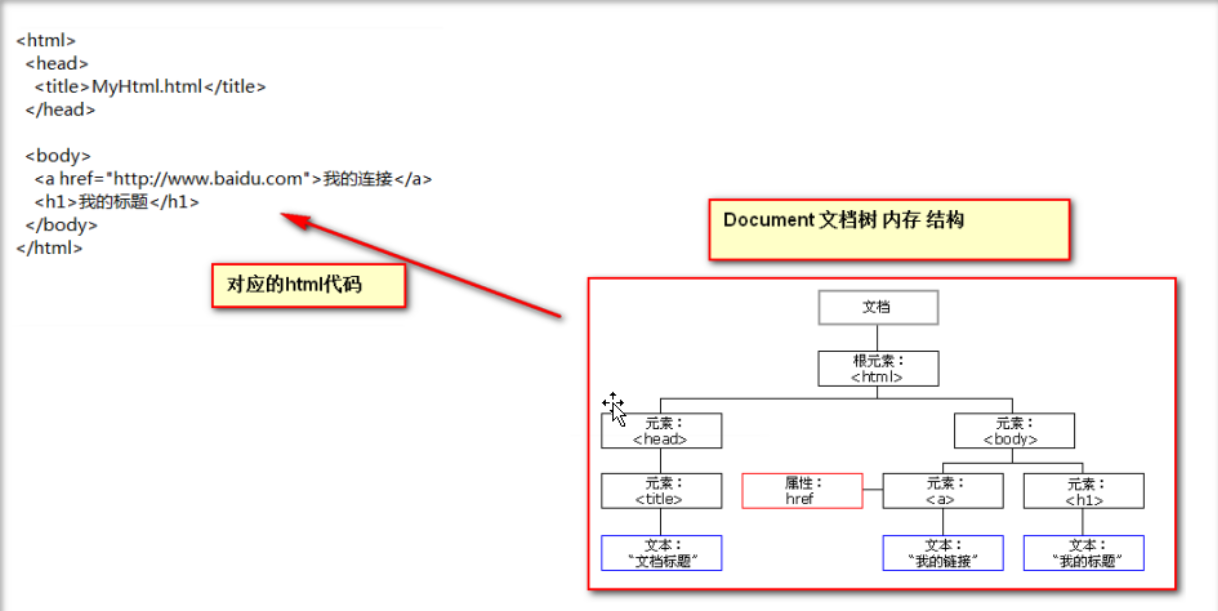 <html>
<head>
<title>MyHtml.html</title>
</head>
<body>
<a href="http://www.baidu.com">我的连接</a>
<h1>我的标题</h1>
</body>
</html>
对应的html代码
Document 文档树 内存 结构
文档
根元素：
<html>
元素：
<head>
元素：
<body>
元素：
<title>
属性：
href
元素：
<a>
元素：
<h1>
文本：
“文档标题”
文本：
“我的链接”
文本：
“我的标题”